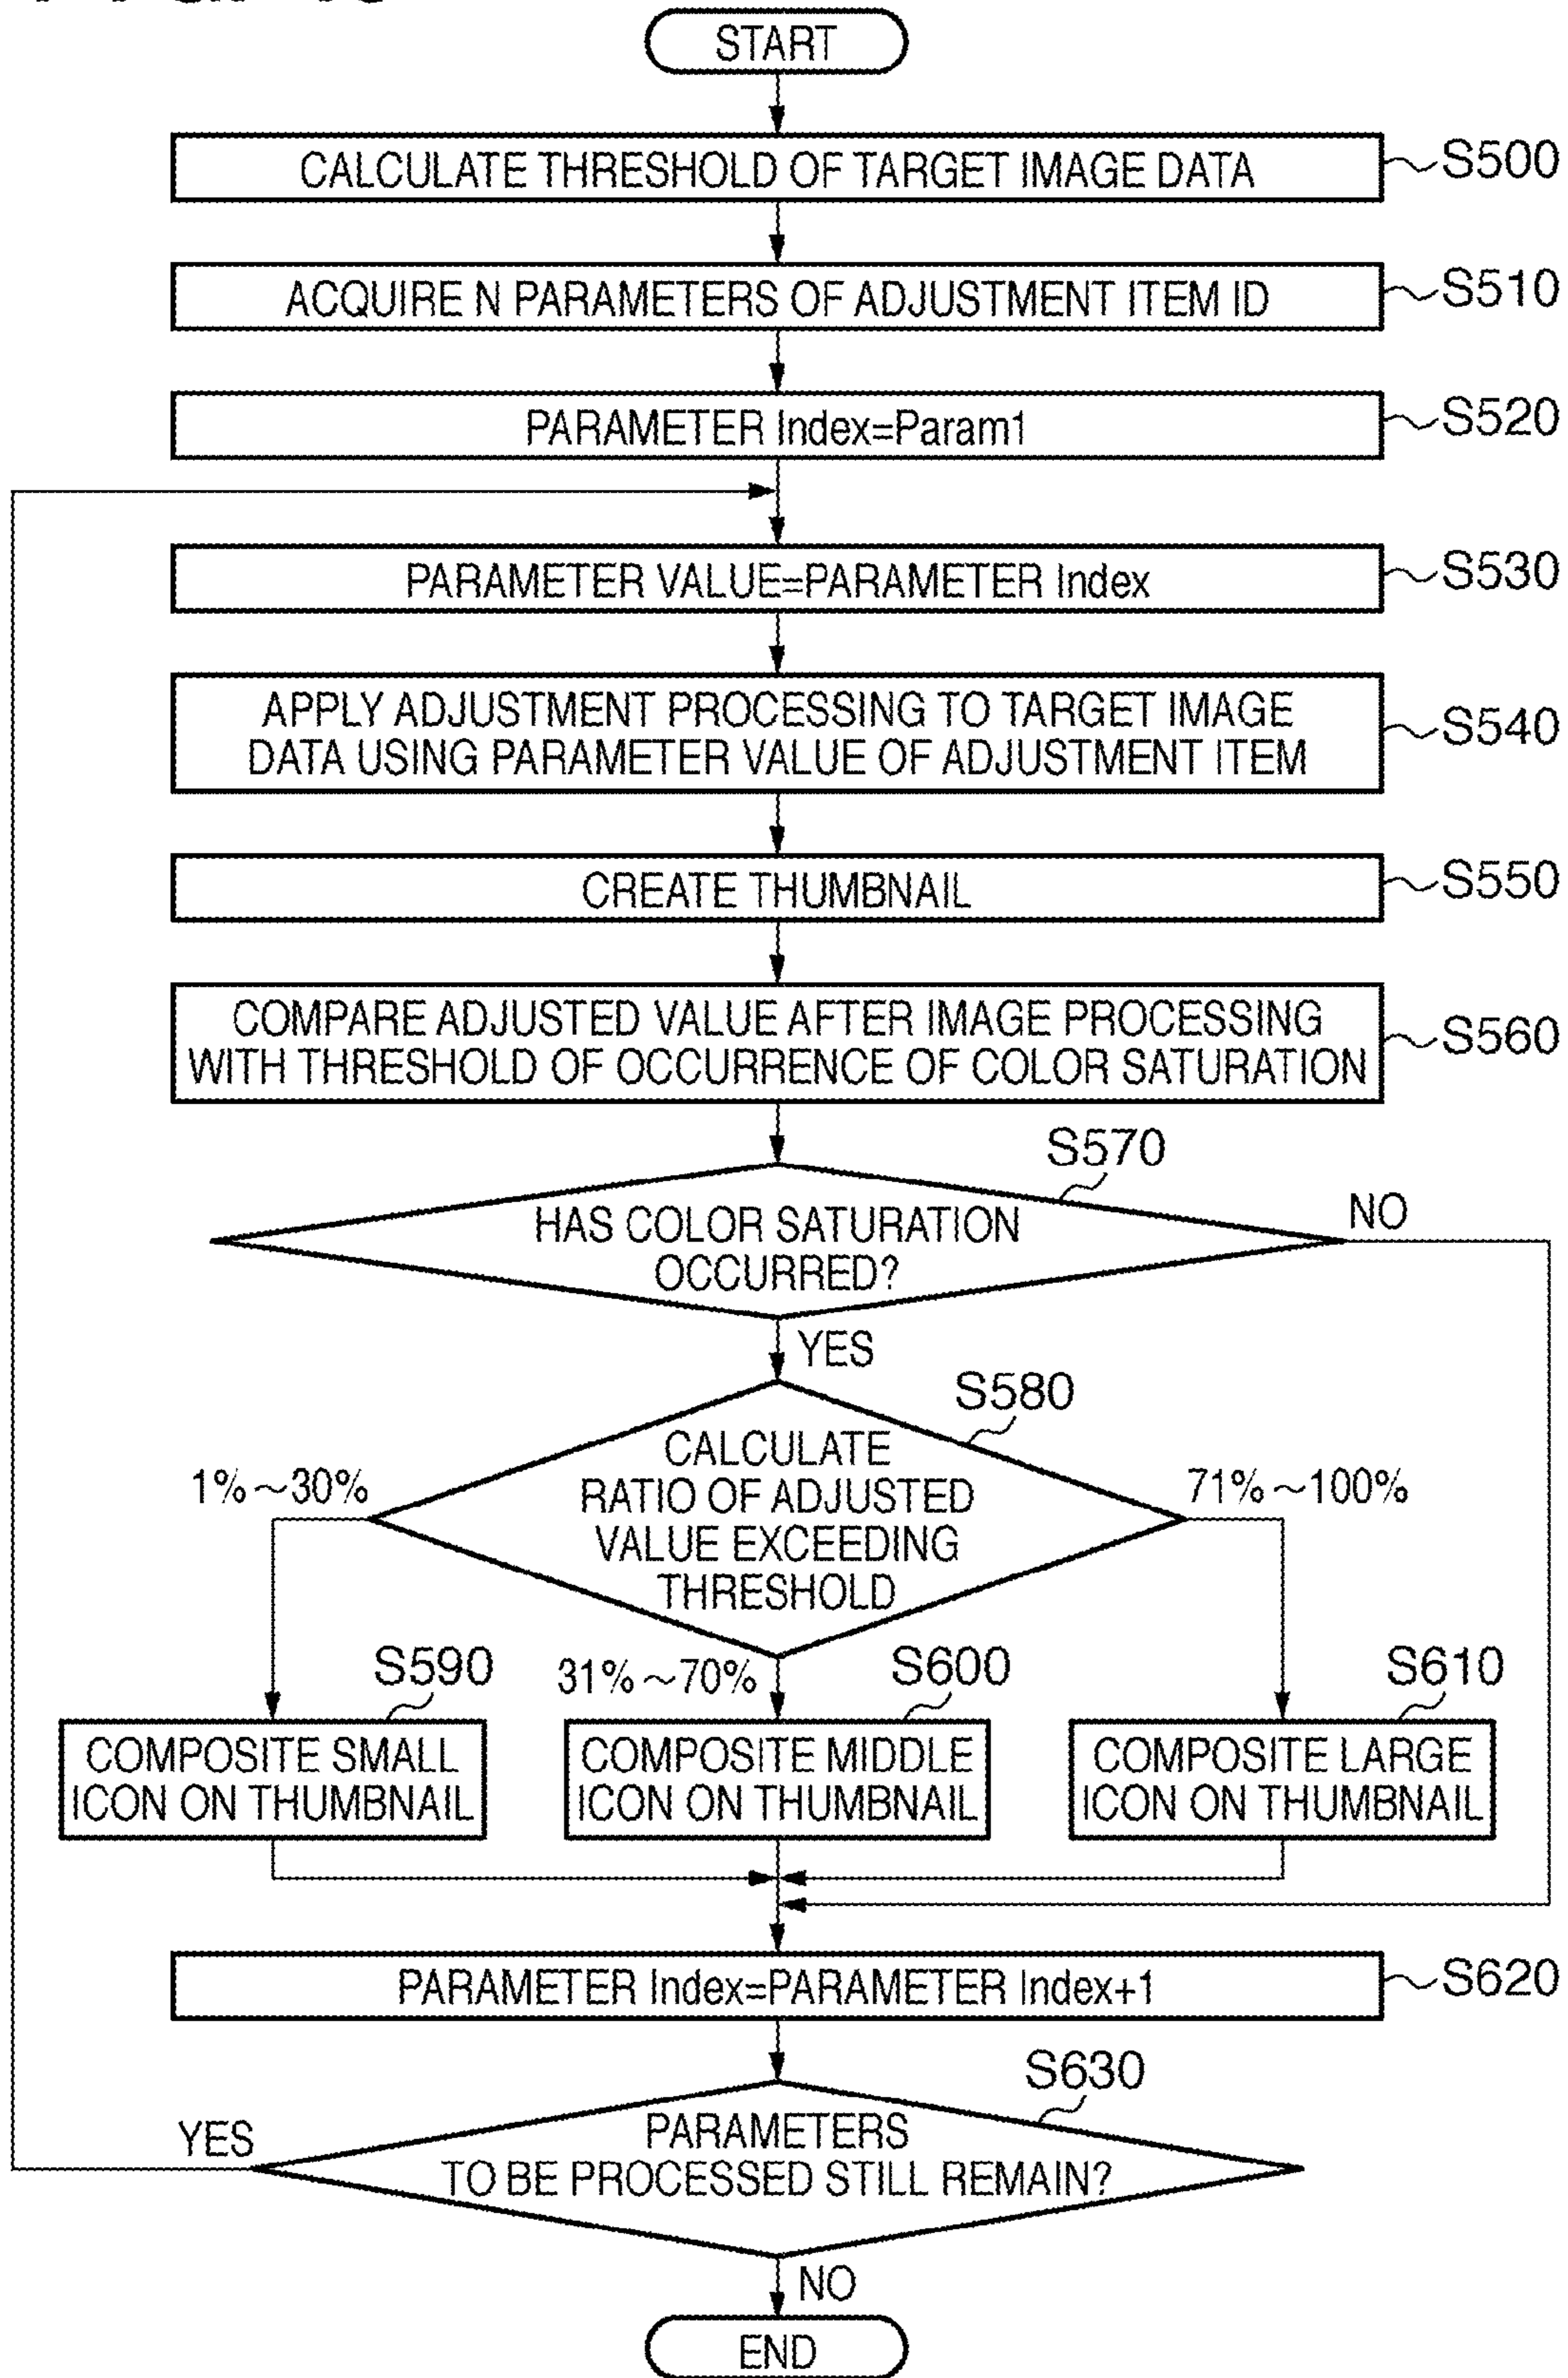 START
CALCULATE THRESHOLD OF TARGET IMAGE DATA
S500
ACQUIRE N PARAMETERS OF ADJUSTMENT ITEM ID
S510
PARAMETER Index=Param1
S520
PARAMETER VALUE=PARAMETER Index
S530
APPLY ADJUSTMENT PROCESSING TO TARGET IMAGE
DATA USING PARAMETER VALUE OF ADJUSTMENT ITEM
S540
CREATE THUMBNAIL
S550
COMPARE ADJUSTED VALUE AFTER IMAGE PROCESSING
WITH THRESHOLD OF OCCURRENCE OF COLOR SATURATION
S560
S570
HAS COLOR SATURATION
OCCURRED?
NO
YES
S580
CALCULATE
RATIO OF ADJUSTED
VALUE EXCEEDING
THRESHOLD
1%~30%
71%~100%
31%~70%
S590
COMPOSITE SMALL
ICON ON THUMBNAIL
S600
COMPOSITE MIDDLE
ICON ON THUMBNAIL
S610
COMPOSITE LARGE
ICON ON THUMBNAIL
PARAMETER Index=PARAMETER Index+1
S620
S630
PARAMETERS
TO BE PROCESSED STILL REMAIN?
YES
NO
END